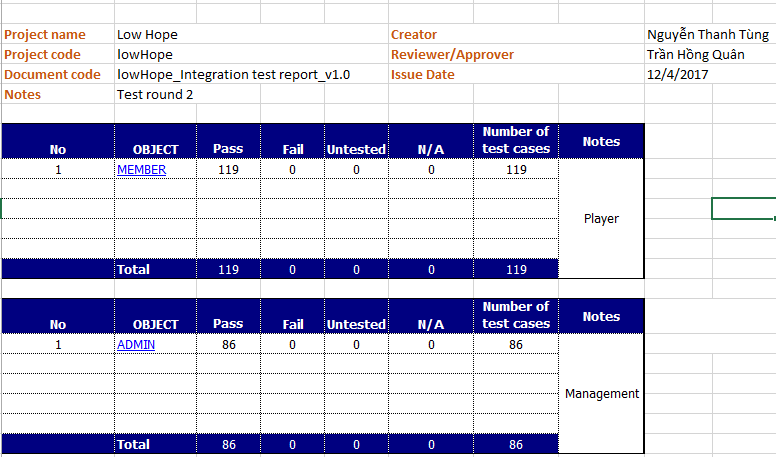 Project name Low Hope Creator Nguyễn Thanh Tùng
Project code lowHope Reviewer/Approver Trần Hồng Quân
Document code lowHope_Integration test report_v1.0 Issue Date 12/4/2017
Notes Test round 2
No OBJECT Pass Fail Untested N/A Number of test cases Notes
1 MEMBER 119 0 0 0 119
Player
Total 119 0 0 0 119
No OBJECT Pass Fail Untested N/A Number of test cases Notes
1 ADMIN 86 0 0 0 86
Management
Total 86 0 0 0 86